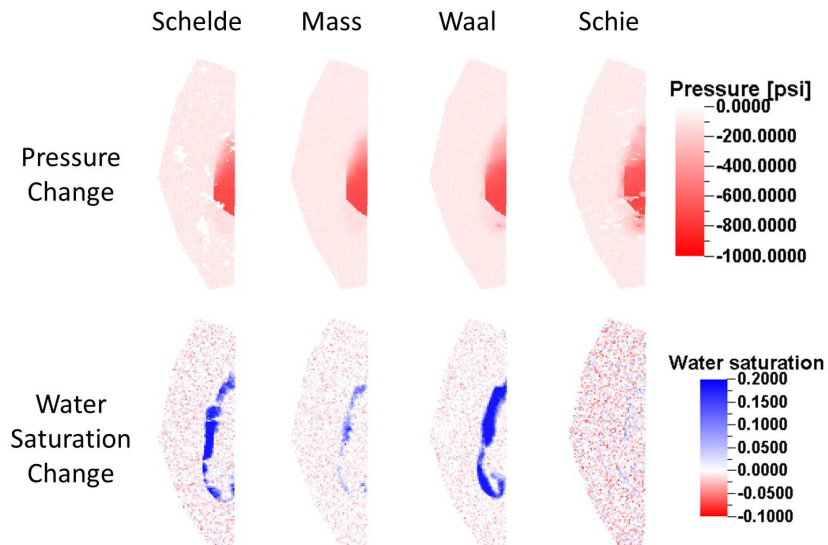 Schelde Mass Waal Schie
Pressure [psi]
0.0000
-200.0000
-400.0000
-600.0000
-800.0000
-1000.0000
Pressure
Change
Water saturation
0.2000
0.1500
0.1000
0.0500
0.0000
-0.0500
-0.1000
Water
Saturation
Change